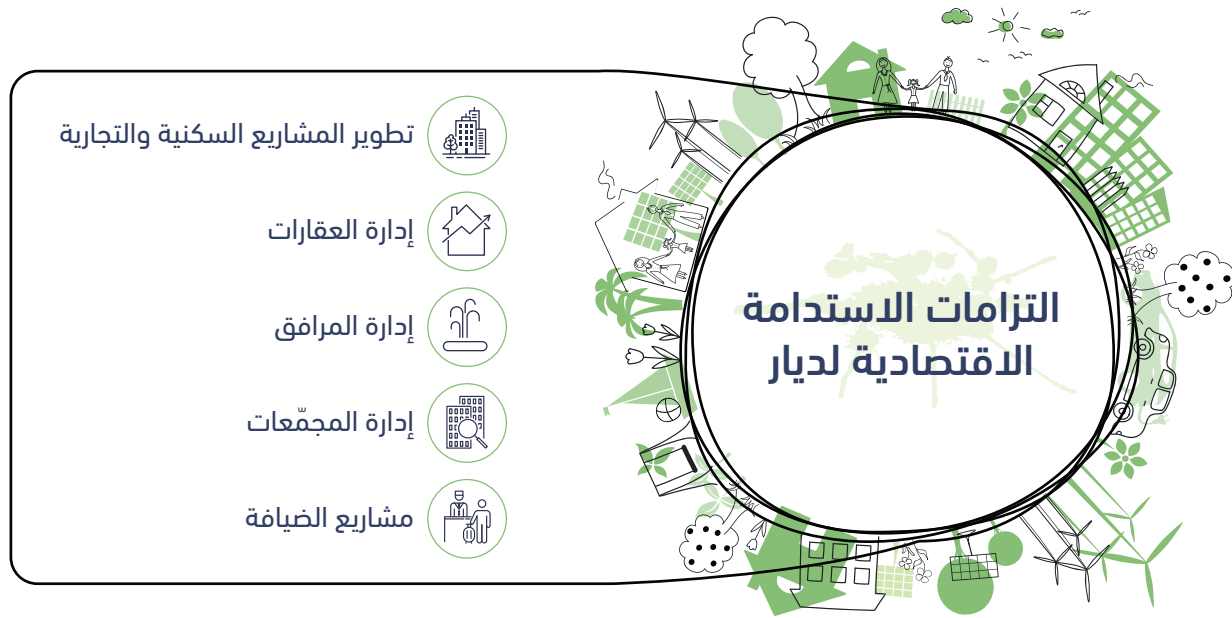 التزامات الاستدامة
الاقتصادية لديار
تطوير المشاريع السكنية والتجارية
إدارة العقارات
إدارة المرافق
إدارة المجمّعات
مشاريع الضيافة